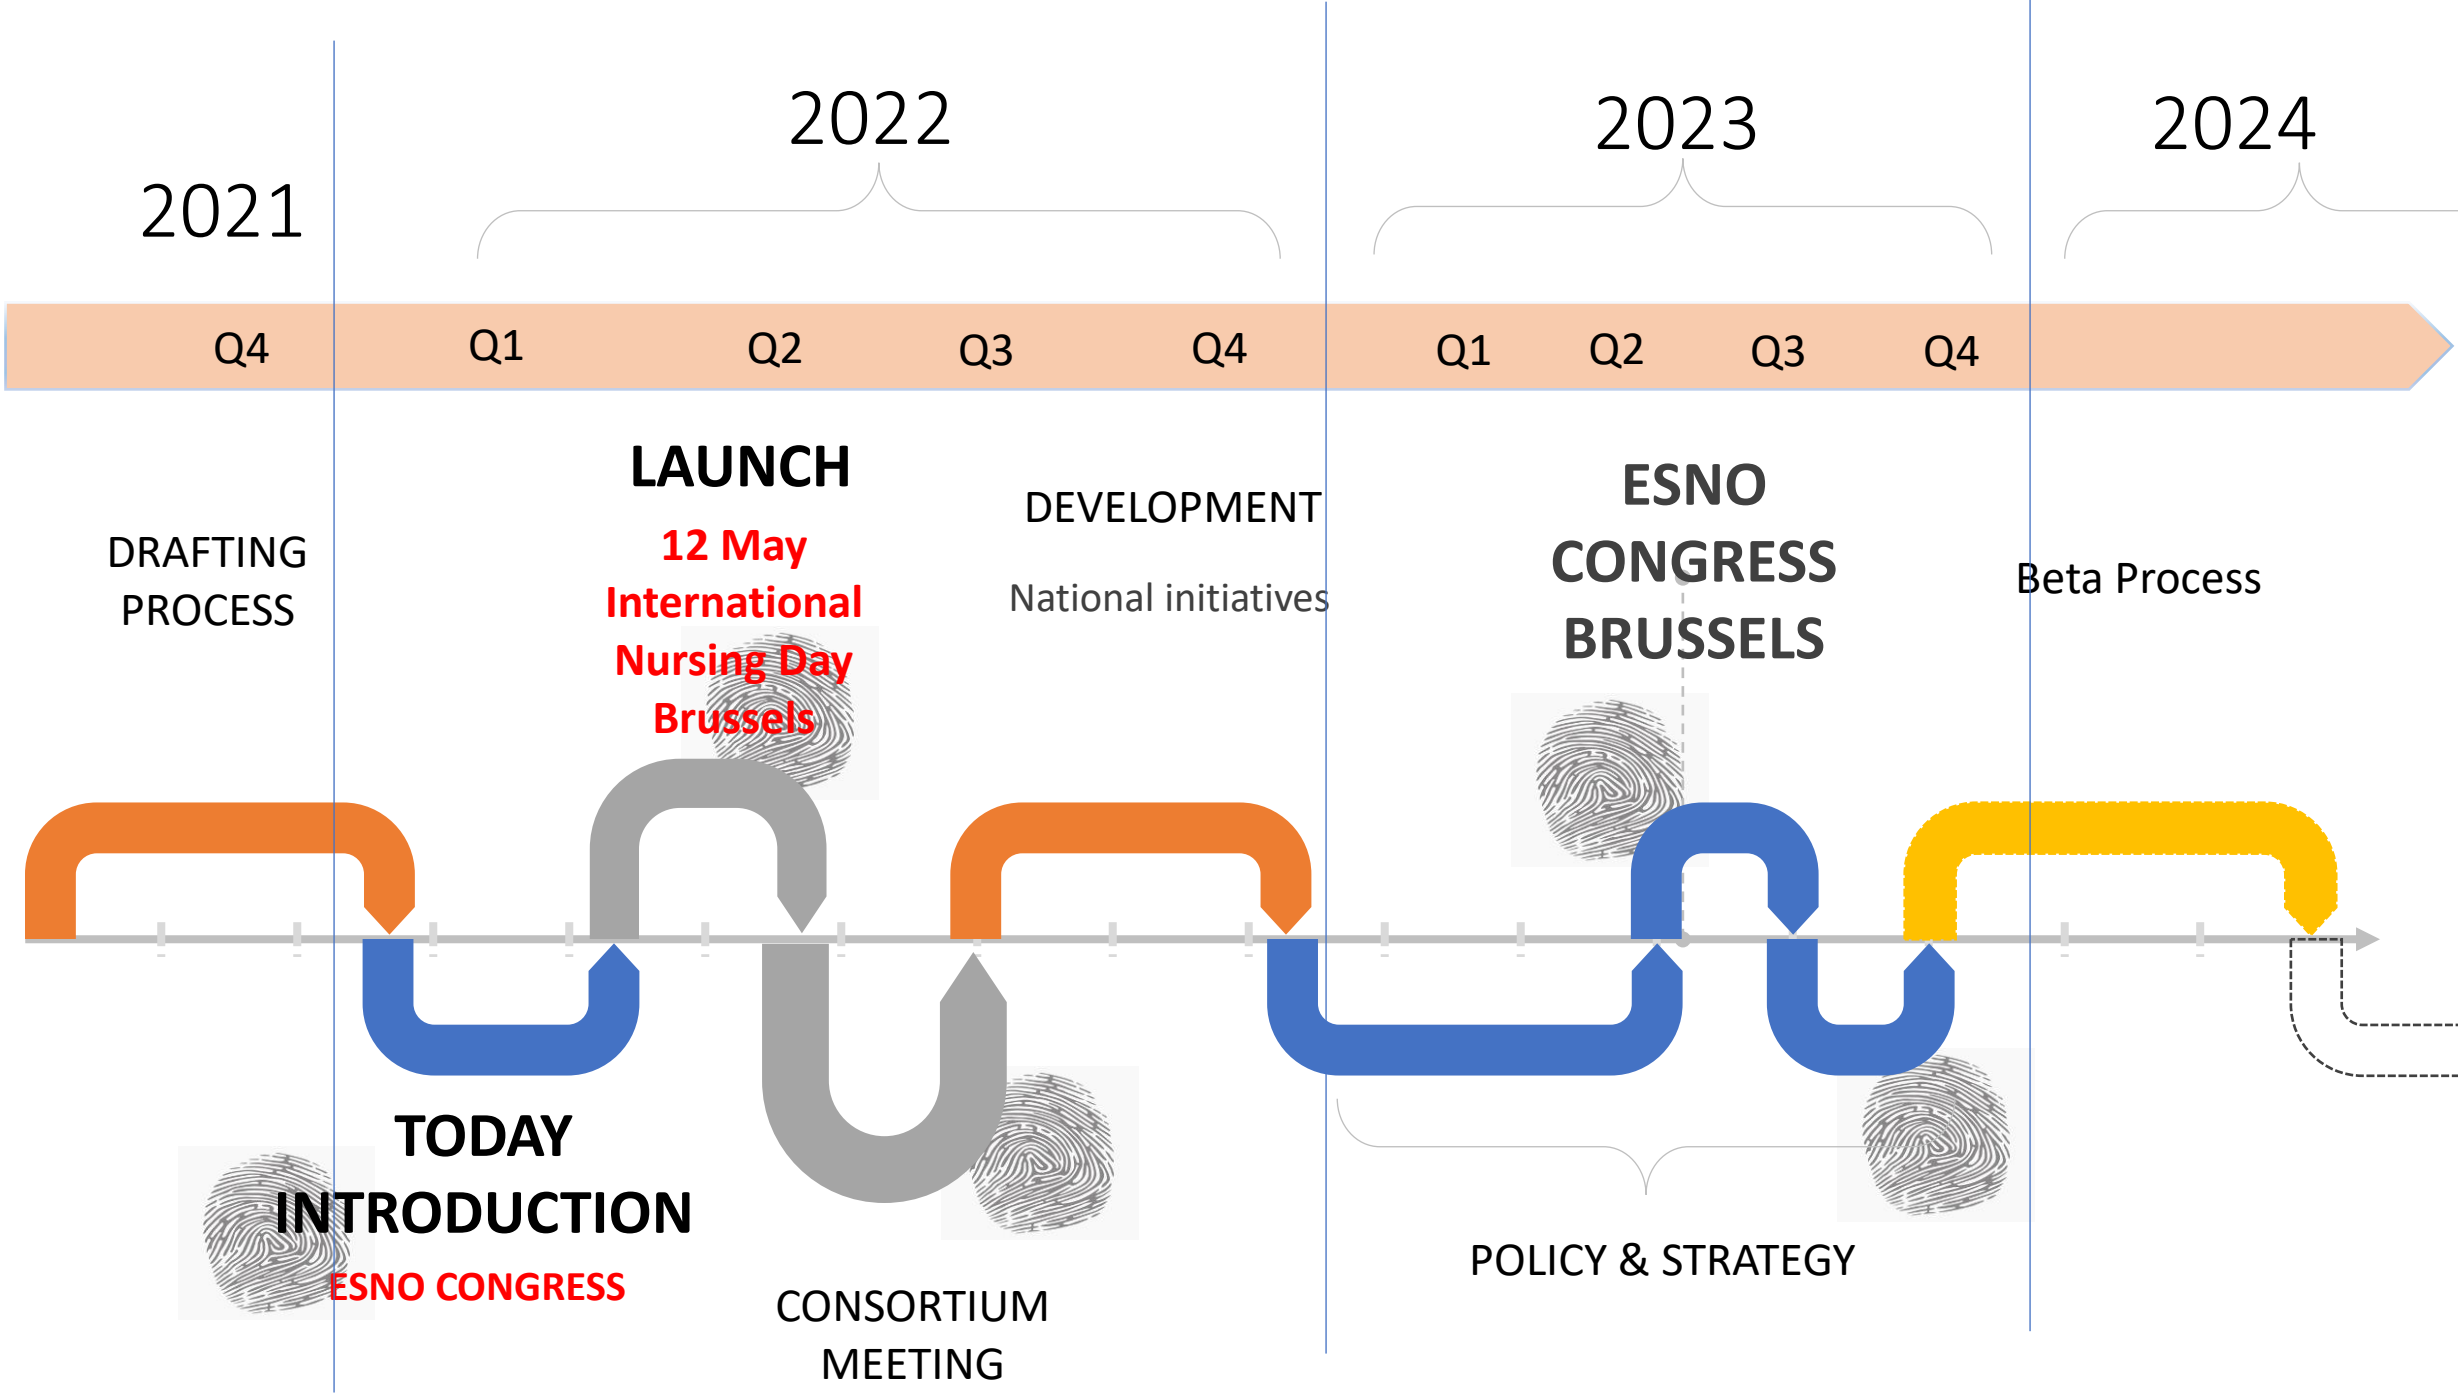 2021
2022
2023
2024
Q4
Q1
Q2
Q3
Q4
Q1
Q2
Q3
Q4
DRAFTING
PROCESS
LAUNCH
12 May
International
Nursing Day
Brussels
DEVELOPMENT
National initiatives
ESNO
CONGRESS
BRUSSELS
Beta Process
TODAY
INTRODUCTION
ESNO CONGRESS
CONSORTIUM
MEETING
POLICY & STRATEGY